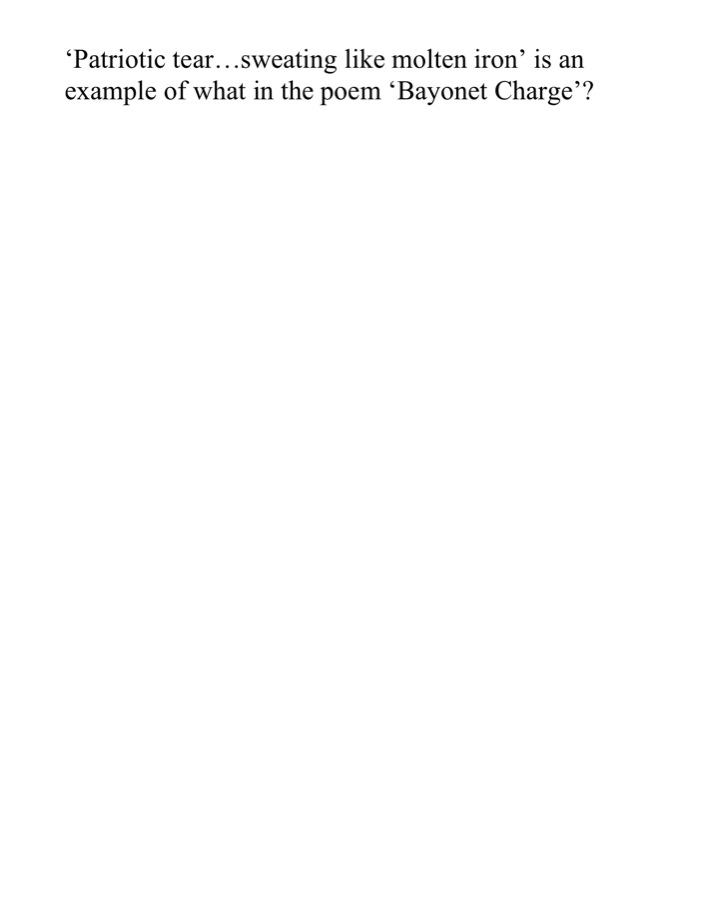 ‘Patriotic tear…sweating like molten iron’ is an
example of what in the poem ‘Bayonet Charge’?